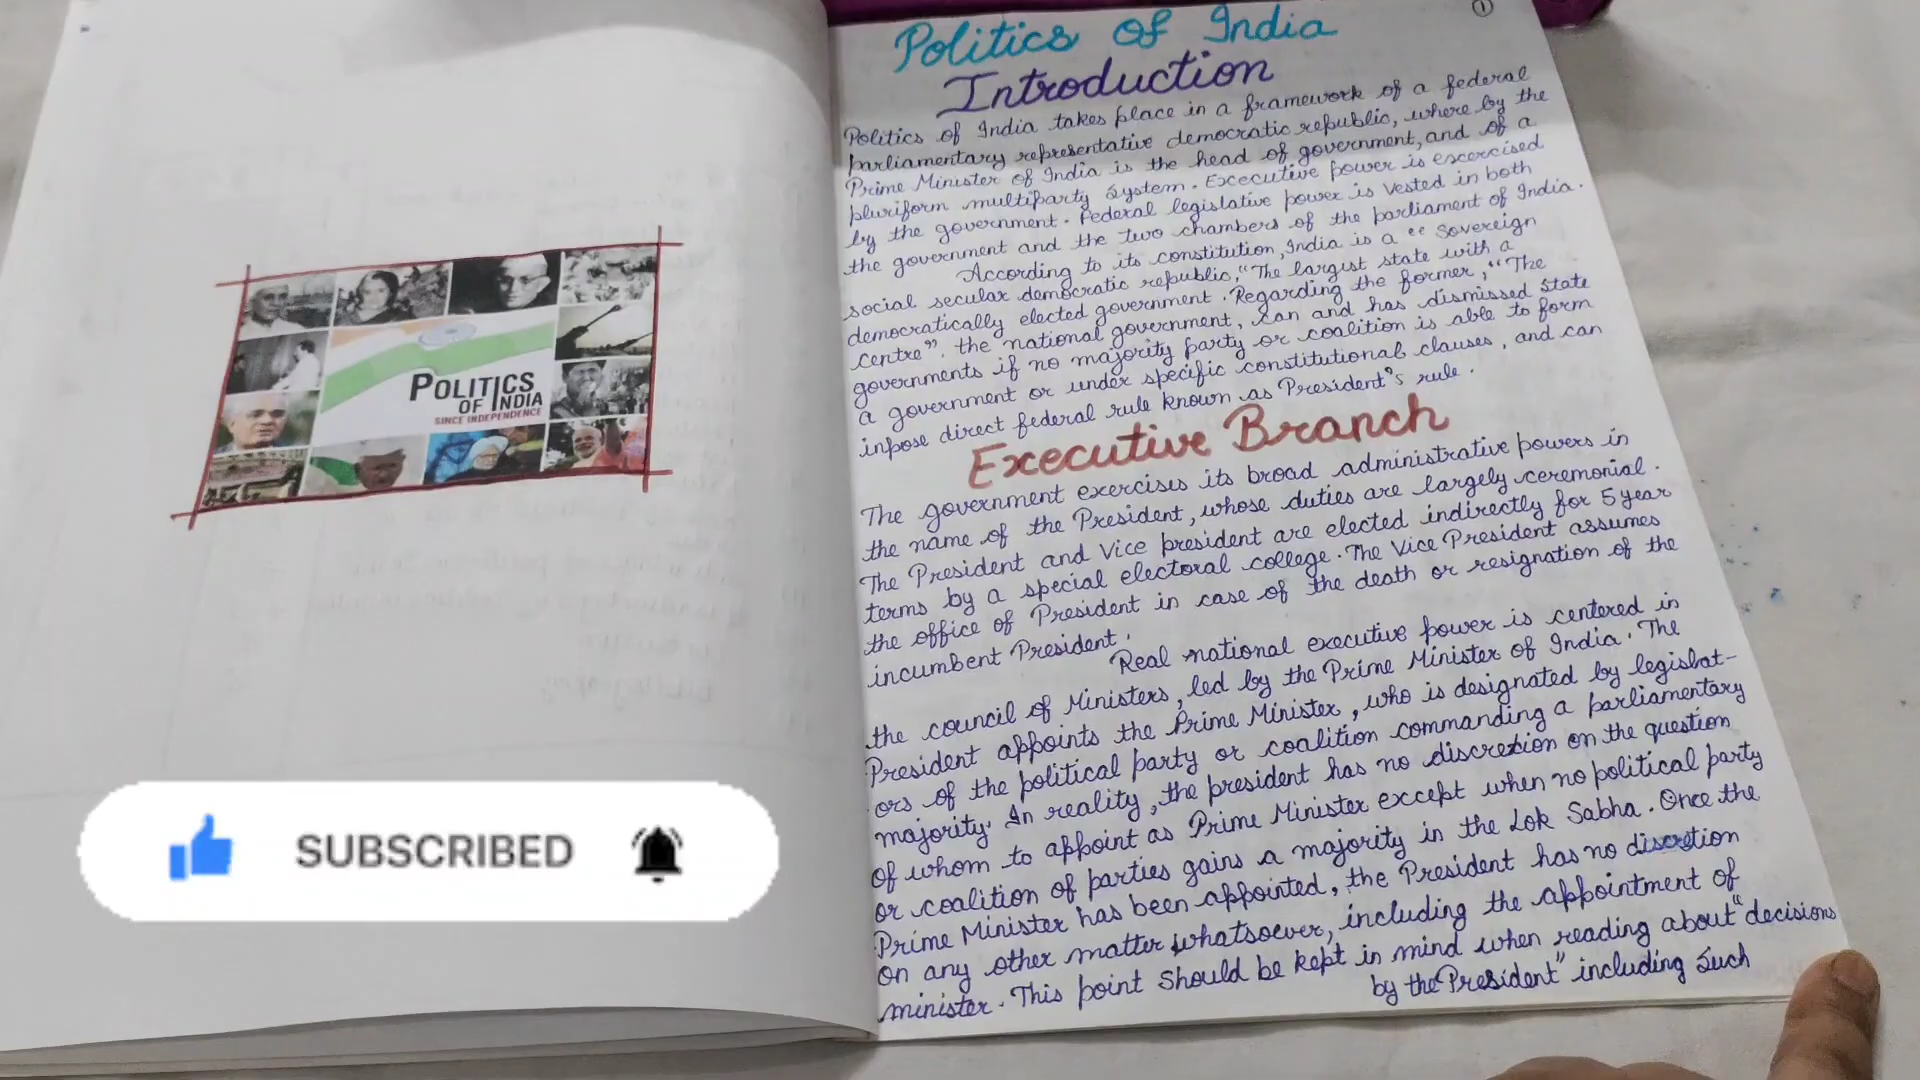 POLITICS
OF INDIA
SINCE INDEPENDENCE
SUBSCRIBED
1
Politics of India
Introduction
Politics of India takes place in a framework of a federal
parliamentary representative democratic republic, where by the
Prime Minister of India is the head of government, and of a
pluriform multiparty system. Executive power is excercised
by the government. Federal legislative power is vested in both
the government and the two chambers of the parliament of India.
According to its constitution, India is a "Sovereign
social secular democratic republic," The largist state with a
democratically elected government. Regarding the former, "The
Centre", the national government, can and has dismissed state
governments if no majority party or coalition is able to form
a government or under specific constitutional clauses, and can
inpose direct federal rule known as President's rule.
Executive Branch
The government exercises its broad administrative powers in
the name of the President, whose duties are largely ceremonial.
The President and Vice president are elected indirectly for 5 year
terms by a special electoral college. The Vice President assumes
the office of President in case of the death or resignation of the
incumbent President.
Real national executive power is centered in
the council of Ministers, led by the Prime Minister of India. The
President appoints the Prime Minister, who is designated by legislat-
ors of the political party or coalition commanding a parliamentary
majority. In reality, the president has no discretion on the question
of whom to appoint as Prime Minister except when no political party
or coalition of parties gains a majority in the Lok Sabha. Once the
Prime Minister has been appointed, the President has no discretion
on any other matter whatsoever, including the appointment of
minister. This point should be kept in mind when reading about "decisions
by the President" including such